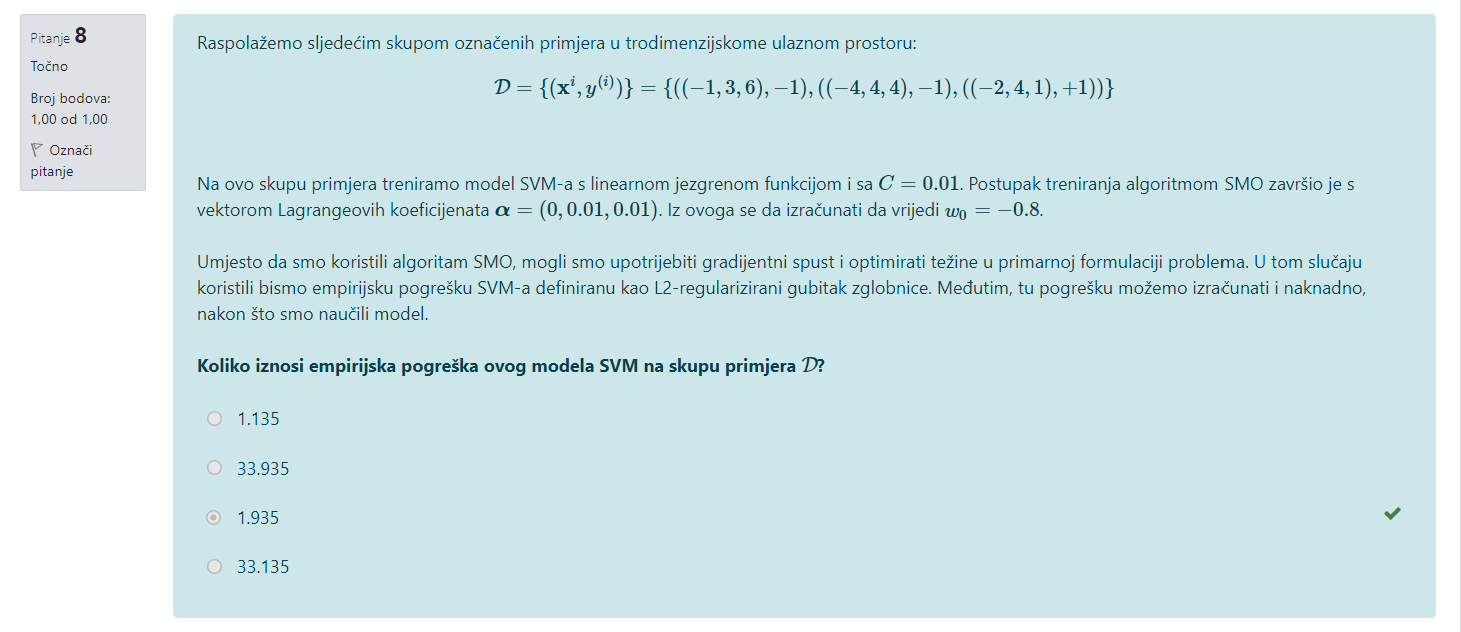 Pitanje 8
Točno
Broj bodova:
1,00 od 1,00
Označi
pitanje
Raspolažemo sljedećim skupom označenih primjera u trodimenzijskome ulaznom prostoru:
𝒟 = {(𝐱ⁱ, y⁽ⁱ⁾)} = {((−1, 3, 6), −1), ((−4, 4, 4), −1), ((−2, 4, 1), +1))}
Na ovo skupu primjera treniramo model SVM-a s linearnom jezgrenom funkcijom i sa C = 0.01. Postupak treniranja algoritmom SMO završio je s
vektorom Lagrangeovih koeficijenata 𝜶 = (0, 0.01, 0.01). Iz ovoga se da izračunati da vrijedi w₀ = −0.8.
Umjesto da smo koristili algoritam SMO, mogli smo upotrijebiti gradijentni spust i optimirati težine u primarnoj formulaciji problema. U tom slučaju
koristili bismo empirijsku pogrešku SVM-a definiranu kao L2-regularizirani gubitak zglobnice. Međutim, tu pogrešku možemo izračunati i naknadno,
nakon što smo naučili model.
Koliko iznosi empirijska pogreška ovog modela SVM na skupu primjera 𝒟?
1.135
33.935
1.935
33.135